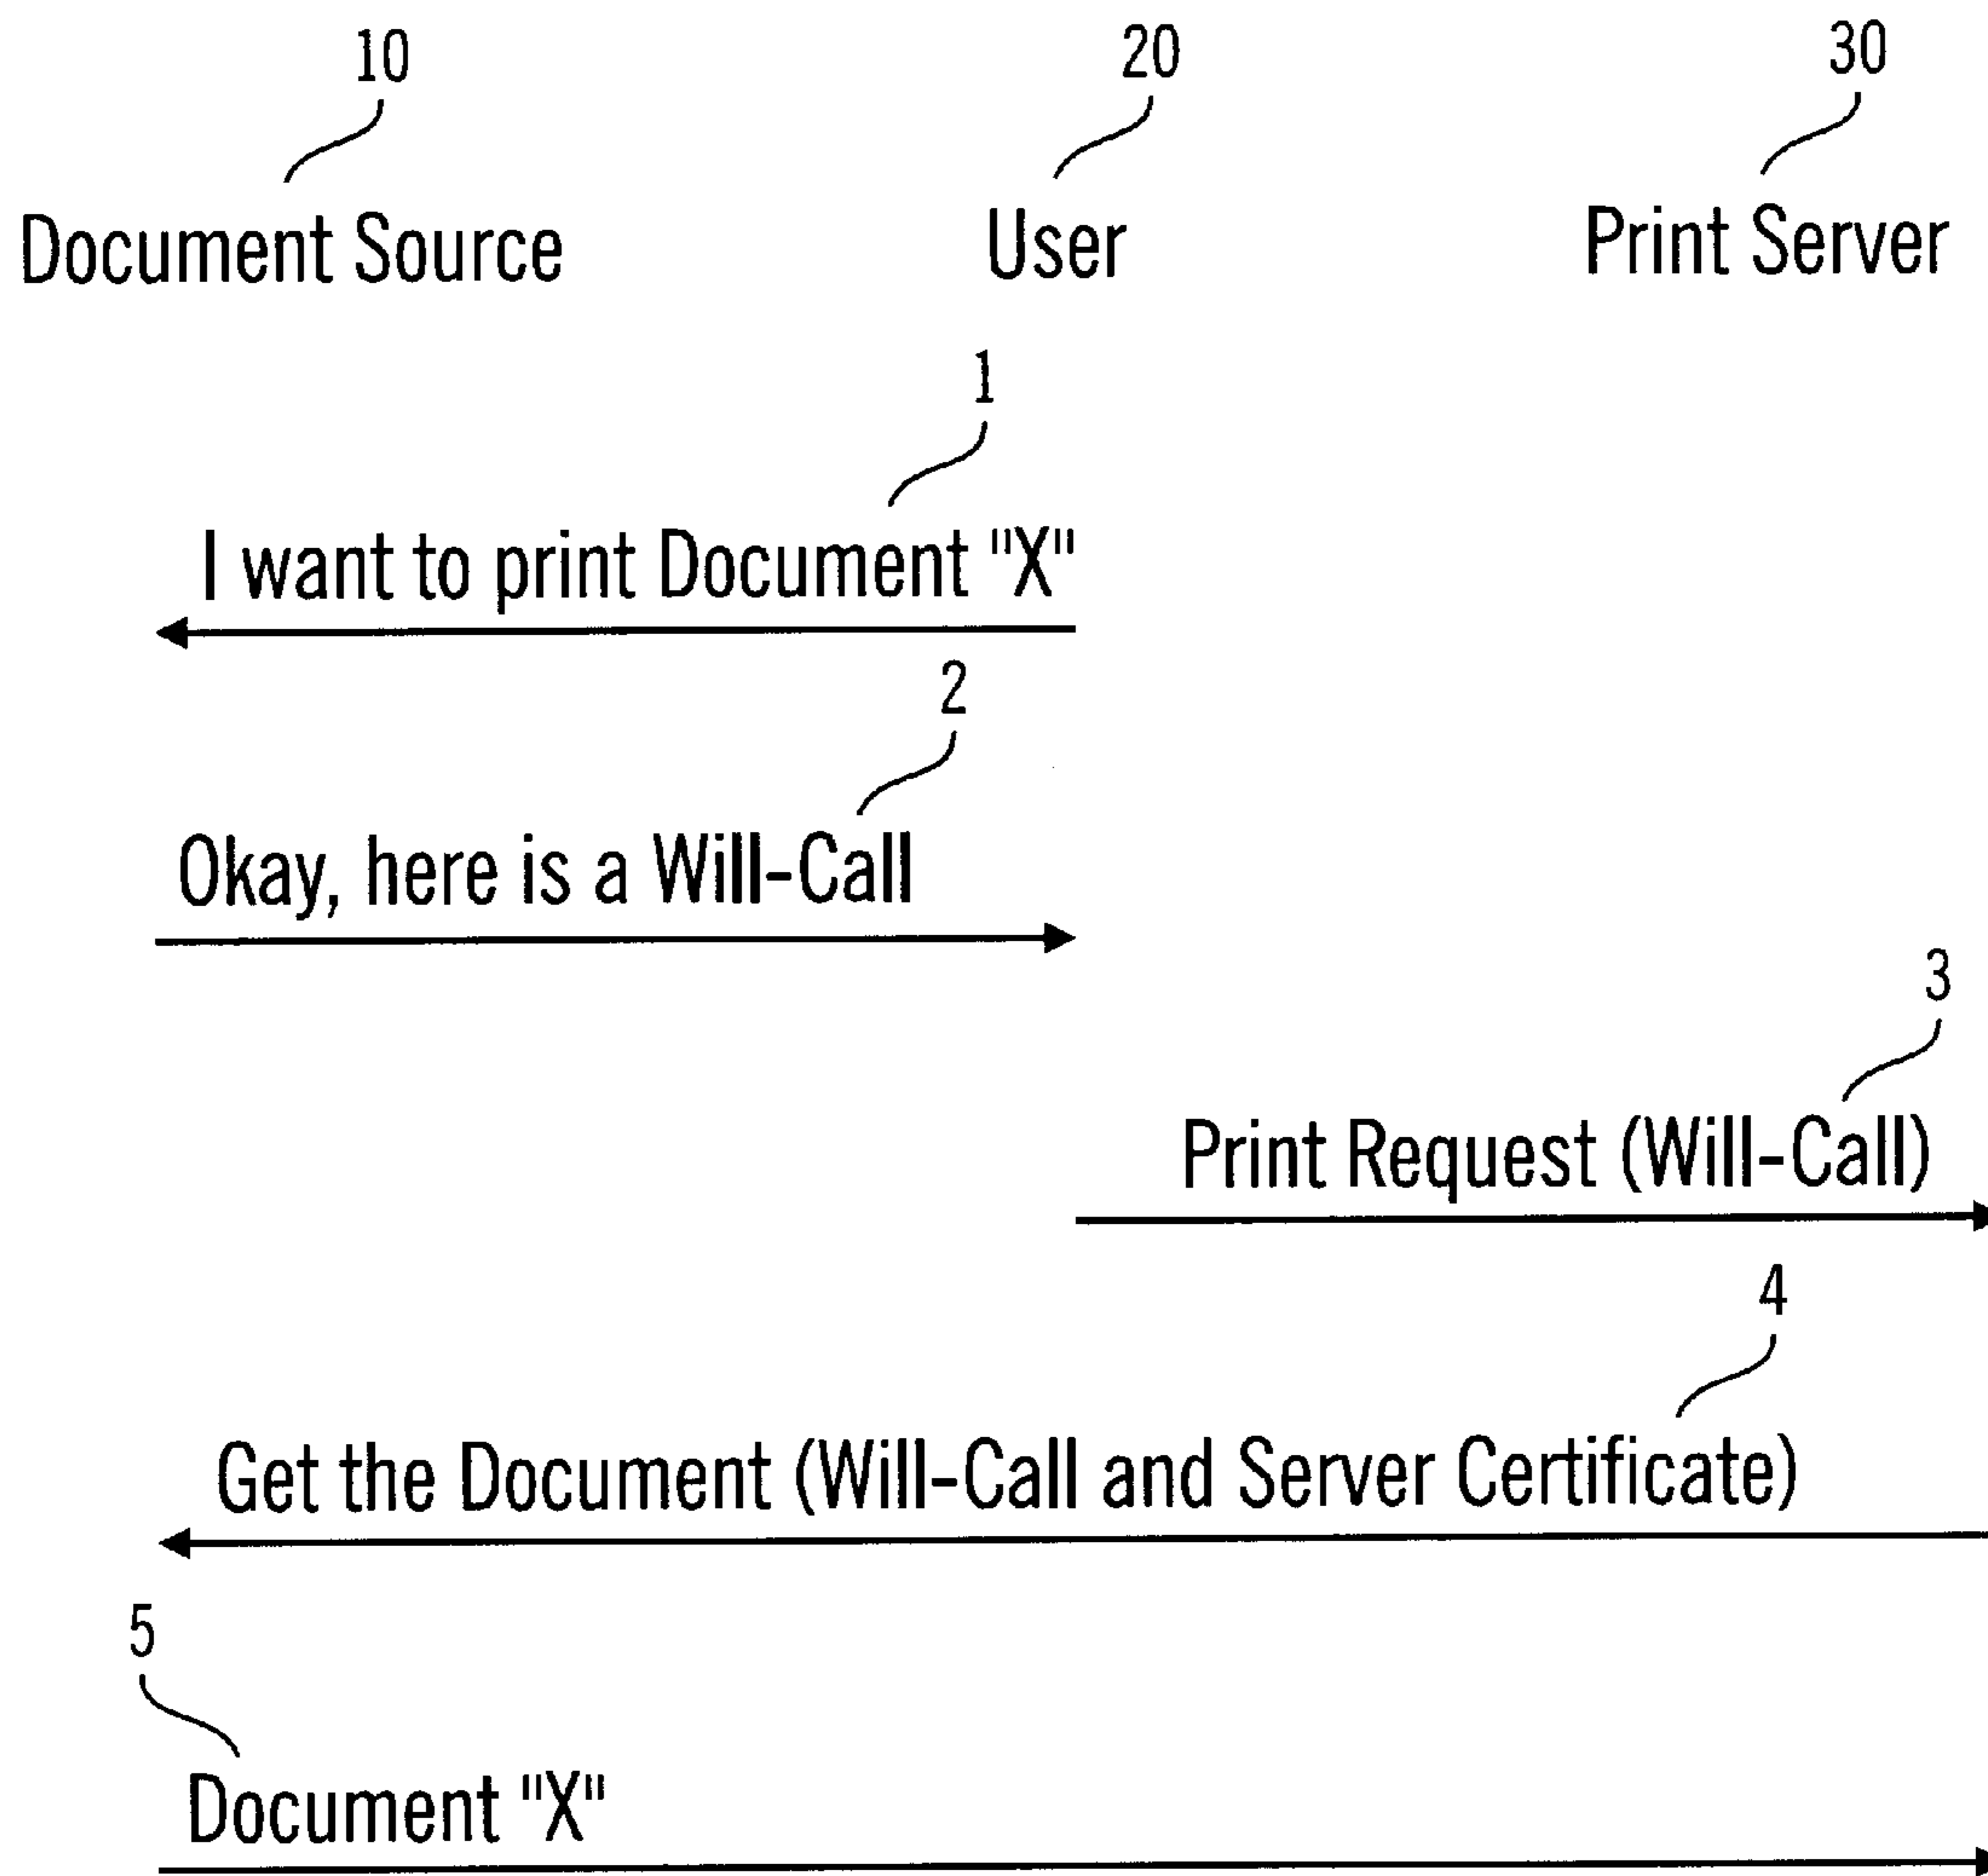 10 20 30
Document Source User Print Server
1
I want to print Document "X"
2
Okay, here is a Will-Call
3
Print Request (Will-Call)
4
Get the Document (Will-Call and Server Certificate)
5
Document "X"